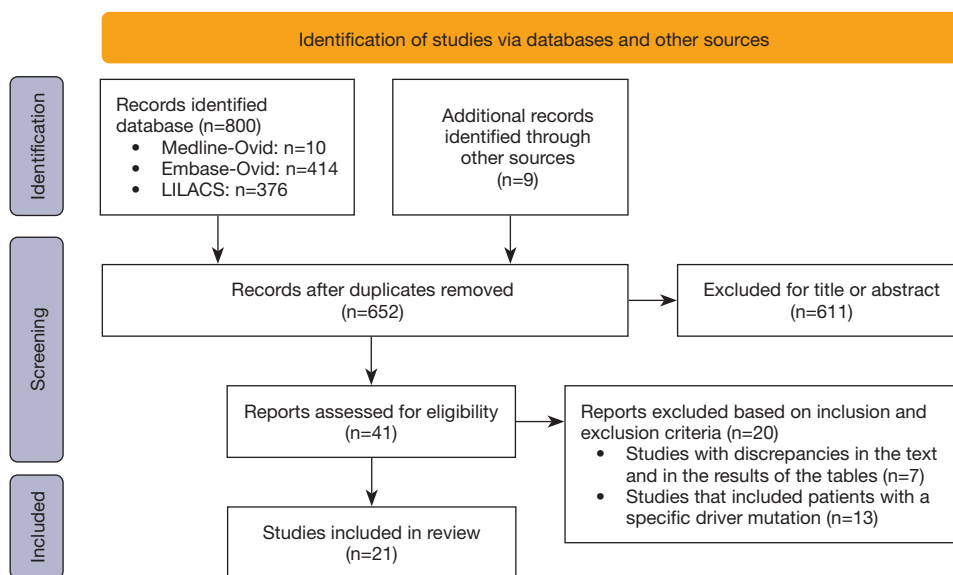 Identification of studies via databases and other sources
Identification
Records identified
database (n=800)
• Medline-Ovid: n=10
• Embase-Ovid: n=414
• LILACS: n=376
Additional records
identified through
other sources
(n=9)
Screening
Records after duplicates removed
(n=652)
Excluded for title or abstract
(n=611)
Reports assessed for eligibility
(n=41)
Reports excluded based on inclusion and
exclusion criteria (n=20)
• Studies with discrepancies in the text
and in the results of the tables (n=7)
• Studies that included patients with a
specific driver mutation (n=13)
Included
Studies included in review
(n=21)